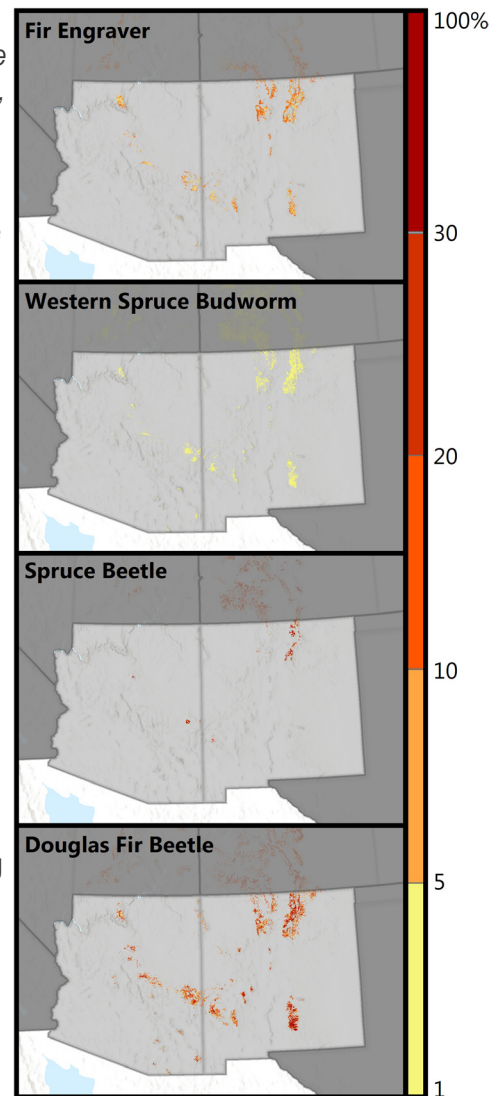 Fir Engraver
100%
e
,
30
Western Spruce Budworm
20
Spruce Beetle
10
Douglas Fir Beetle
g
5
1